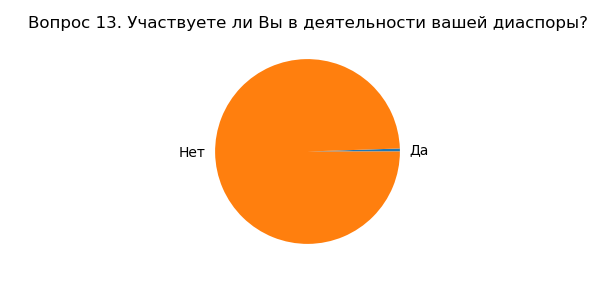 Вопрос 13. Участвуете ли Вы в деятельности вашей диаспоры?
Нет
Да